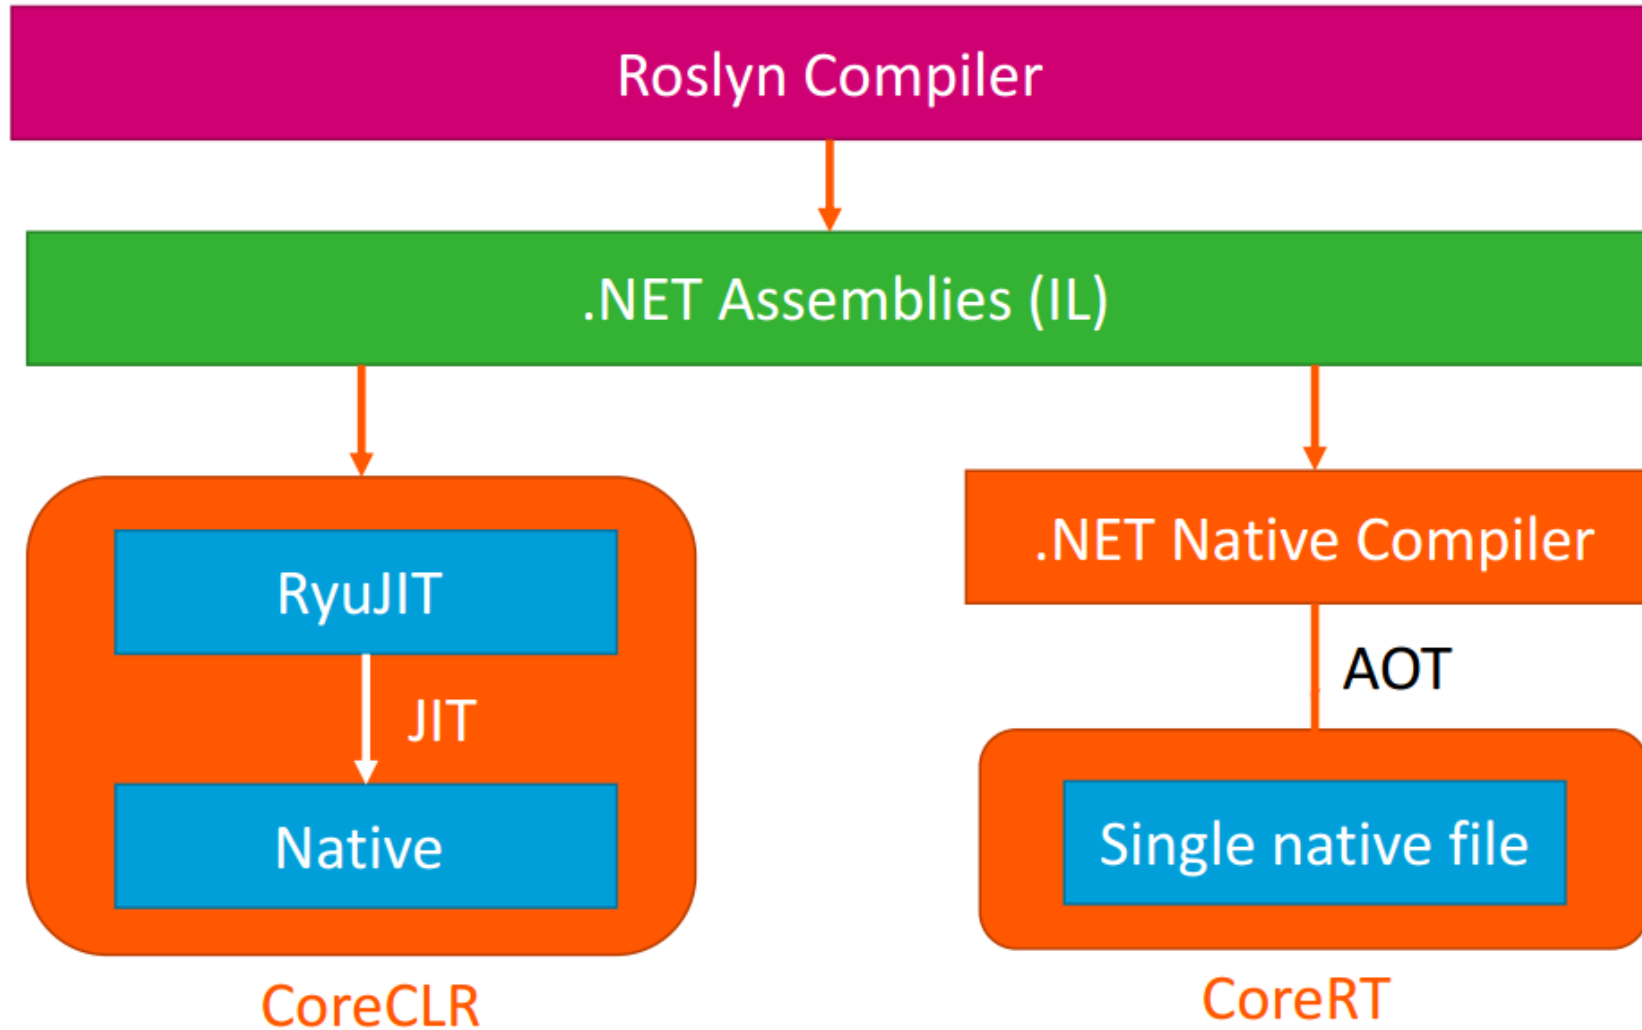 Roslyn Compiler
.NET Assemblies (IL)
RyuJIT
JIT
Native
CoreCLR
.NET Native Compiler
AOT
Single native file
CoreRT